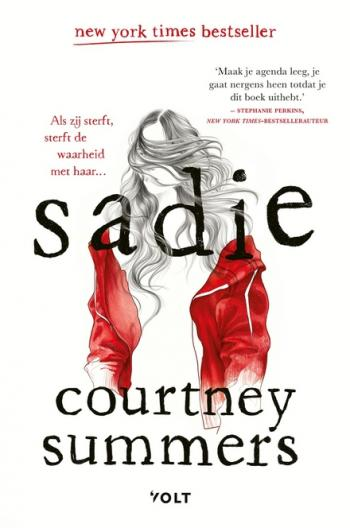 new york times bestseller
'Maak je agenda leeg, je
gaat nergens heen totdat je
dit boek uithebt.'
– STEPHANIE PERKINS,
NEW YORK TIMES-BESTSELLERAUTEUR
Als zij sterft,
sterft de
waarheid
met haar...
sadie
courtney
summers
VOLT